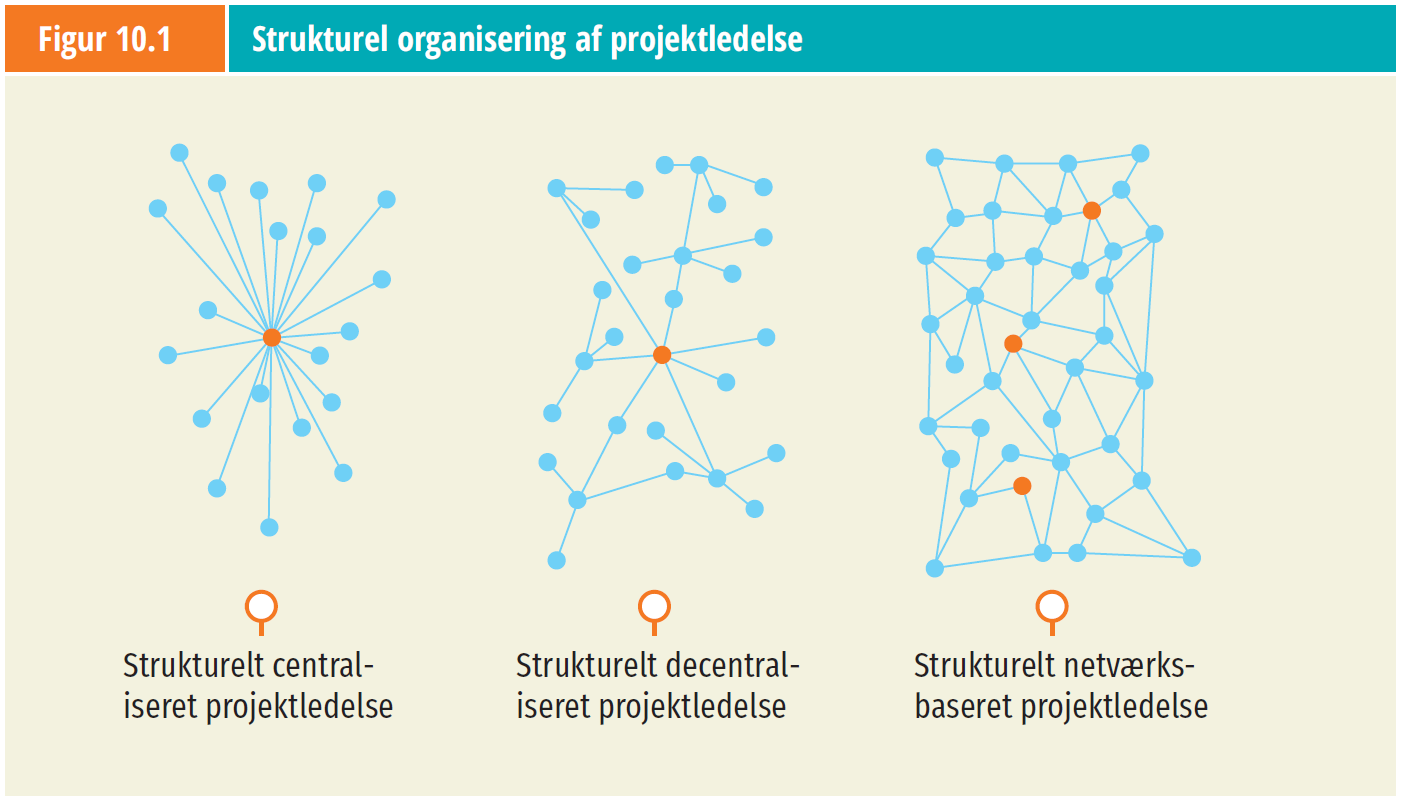 Figur 10.1
Strukturel organisering af projektledelse
Strukturelt central-
iseret projektledelse
Strukturelt decentral-
iseret projektledelse
Strukturelt netværks-
baseret projektledelse